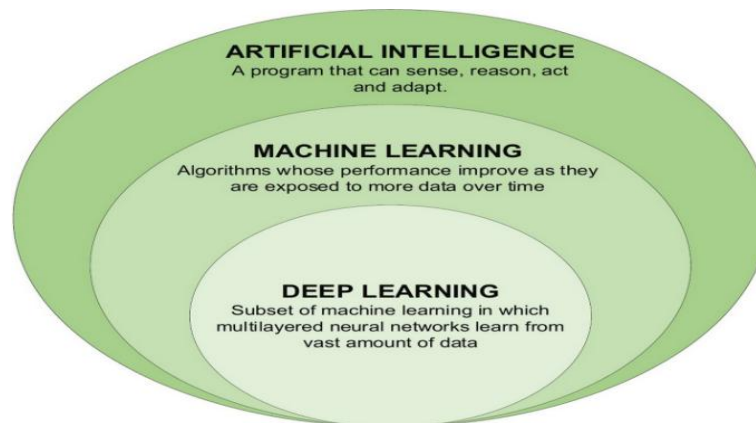 ARTIFICIAL INTELLIGENCE
A program that can sense, reason, act
and adapt.
MACHINE LEARNING
Algorithms whose performance improve as they
are exposed to more data over time
DEEP LEARNING
Subset of machine learning in which
multilayered neural networks learn from
vast amount of data